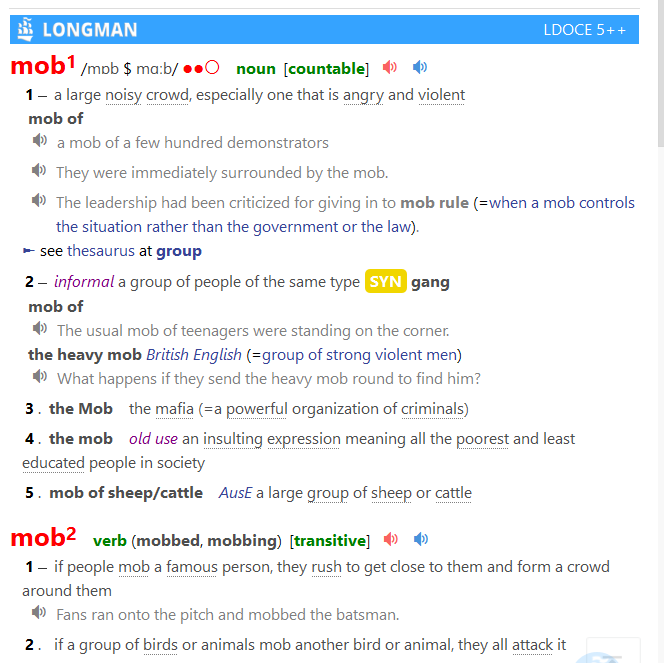 LONGMAN LDOCE 5++
mob1 /mɒb $ mɑːb/ ●●○ noun [countable]
1 – a large noisy crowd, especially one that is angry and violent
mob of
a mob of a few hundred demonstrators
They were immediately surrounded by the mob.
The leadership had been criticized for giving in to mob rule (=when a mob controls
the situation rather than the government or the law).
► see thesaurus at group
2 – informal a group of people of the same type SYN gang
mob of
The usual mob of teenagers were standing on the corner.
the heavy mob British English (=group of strong violent men)
What happens if they send the heavy mob round to find him?
3 . the Mob the mafia (=a powerful organization of criminals)
4 . the mob old use an insulting expression meaning all the poorest and least
educated people in society
5 . mob of sheep/cattle AusE a large group of sheep or cattle
mob2 verb (mobbed, mobbing) [transitive]
1 – if people mob a famous person, they rush to get close to them and form a crowd
around them
Fans ran onto the pitch and mobbed the batsman.
2 . if a group of birds or animals mob another bird or animal, they all attack it